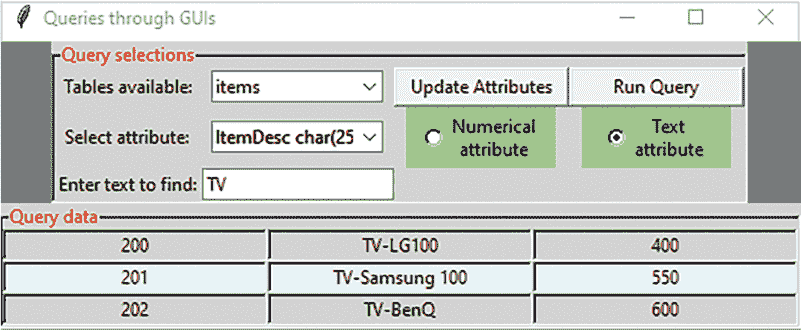 Queries through GUIs
Query selections
Tables available: items Update Attributes Run Query
Select attribute: ItemDesc char(25 Numerical attribute Text attribute
Enter text to find: TV
Query data
200 TV-LG100 400
201 TV-Samsung 100 550
202 TV-BenQ 600